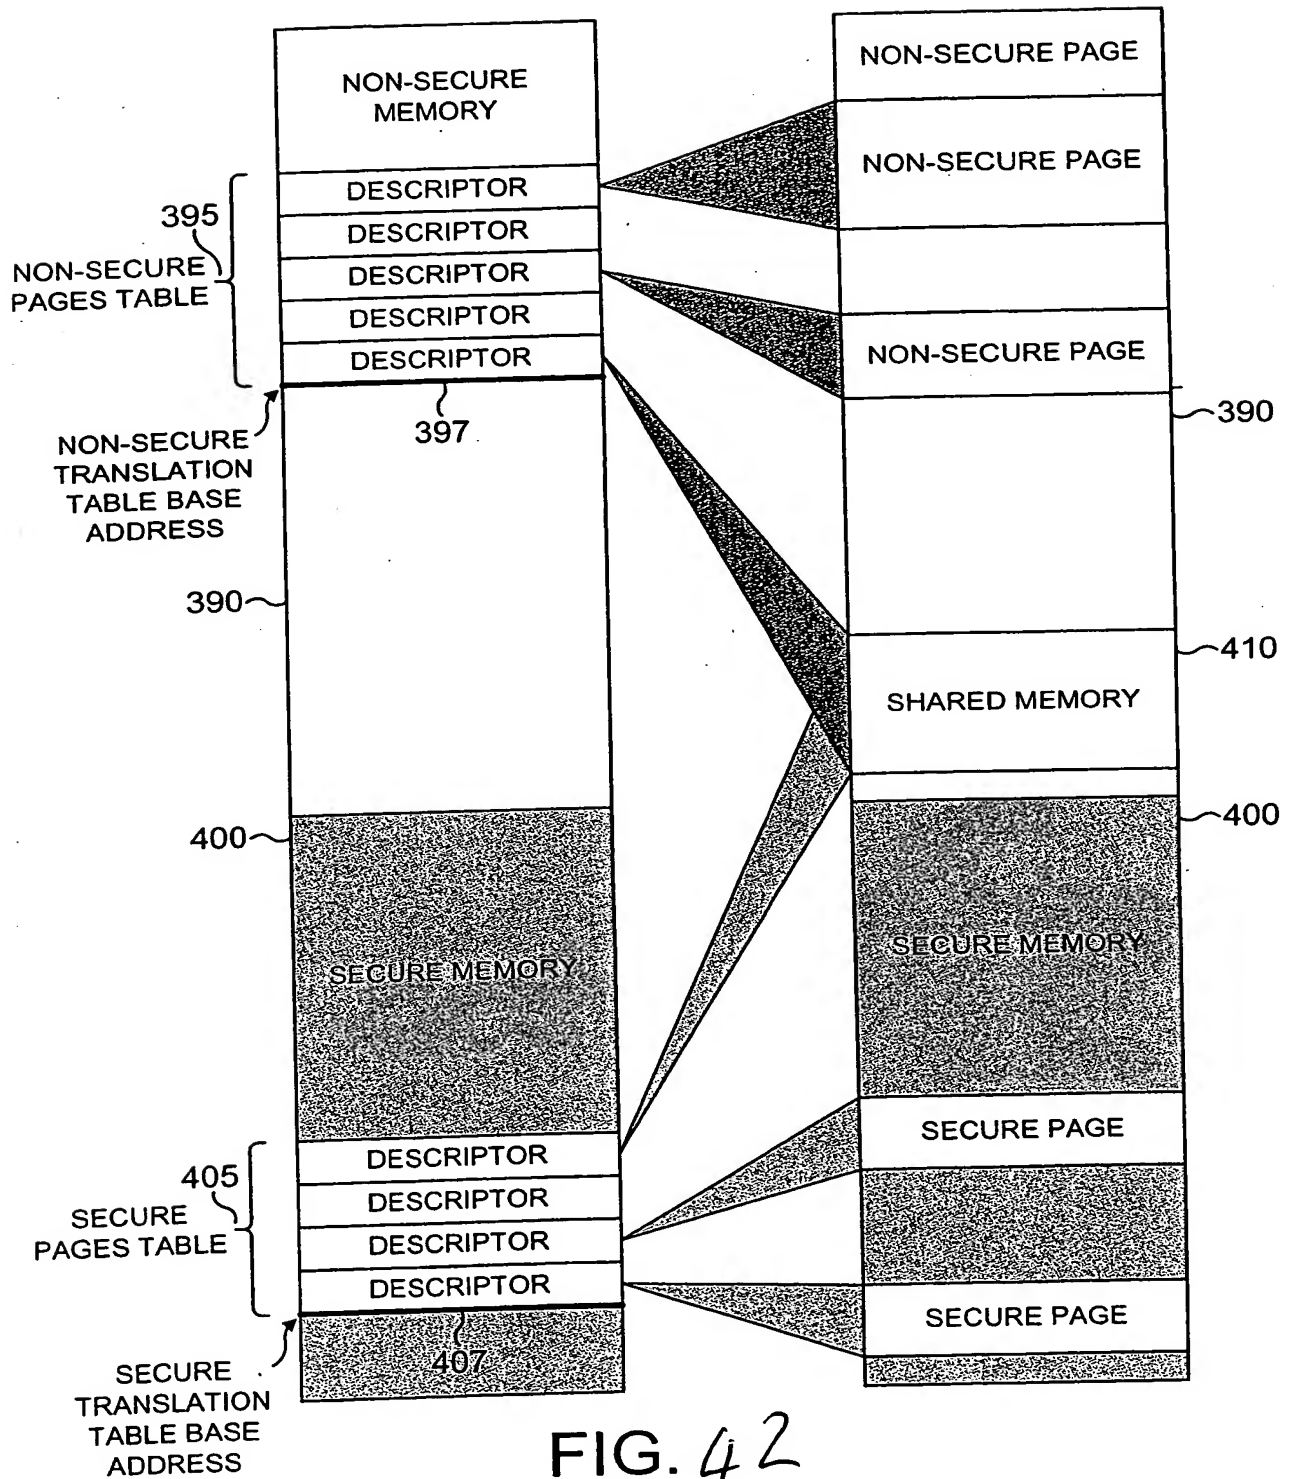 NON-SECURE
MEMORY
DESCRIPTOR
DESCRIPTOR
DESCRIPTOR
DESCRIPTOR
DESCRIPTOR
395
NON-SECURE
PAGES TABLE
397
NON-SECURE
TRANSLATION
TABLE BASE
ADDRESS
390
400
SECURE MEMORY
DESCRIPTOR
DESCRIPTOR
DESCRIPTOR
DESCRIPTOR
405
SECURE
PAGES TABLE
407
SECURE
TRANSLATION
TABLE BASE
ADDRESS
NON-SECURE PAGE
NON-SECURE PAGE
NON-SECURE PAGE
390
410
SHARED MEMORY
400
SECURE MEMORY
SECURE PAGE
SECURE PAGE
FIG. 42